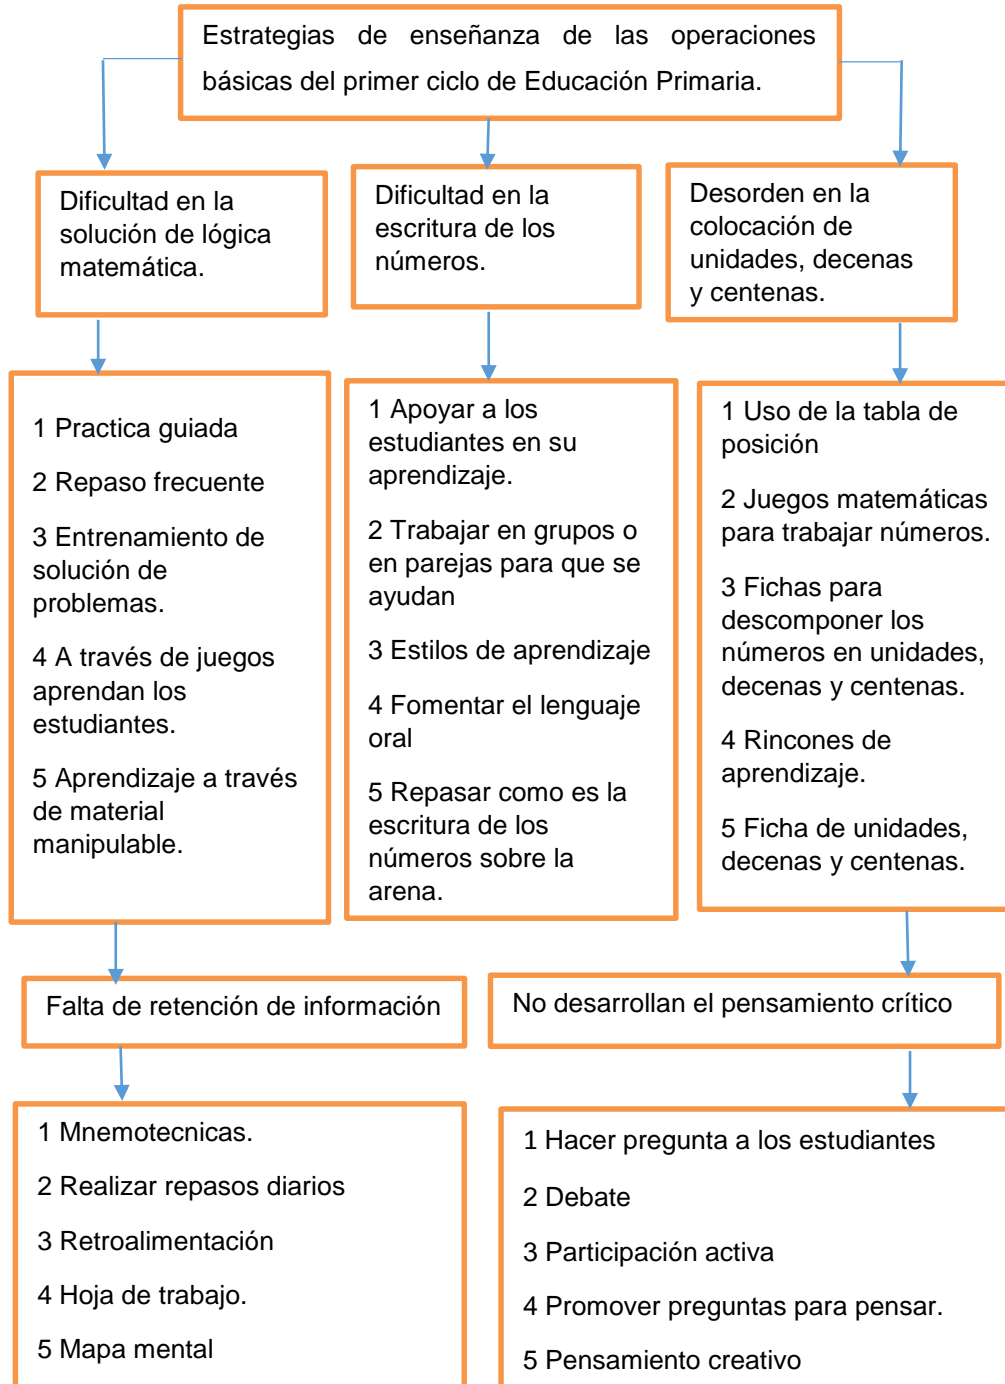 Estrategias de enseñanza de las operaciones
básicas del primer ciclo de Educación Primaria.
Dificultad en la
solución de lógica
matemática.
Dificultad en la
escritura de los
números.
Desorden en la
colocación de
unidades, decenas
y centenas.
1 Practica guiada
2 Repaso frecuente
3 Entrenamiento de
solución de
problemas.
4 A través de juegos
aprendan los
estudiantes.
5 Aprendizaje a través
de material
manipulable.
1 Apoyar a los
estudiantes en su
aprendizaje.
2 Trabajar en grupos o
en parejas para que se
ayudan
3 Estilos de aprendizaje
4 Fomentar el lenguaje
oral
5 Repasar como es la
escritura de los
números sobre la
arena.
1 Uso de la tabla de
posición
2 Juegos matemáticas
para trabajar números.
3 Fichas para
descomponer los
números en unidades,
decenas y centenas.
4 Rincones de
aprendizaje.
5 Ficha de unidades,
decenas y centenas.
Falta de retención de información
No desarrollan el pensamiento crítico
1 Mnemotecnicas.
2 Realizar repasos diarios
3 Retroalimentación
4 Hoja de trabajo.
5 Mapa mental
1 Hacer pregunta a los estudiantes
2 Debate
3 Participación activa
4 Promover preguntas para pensar.
5 Pensamiento creativo